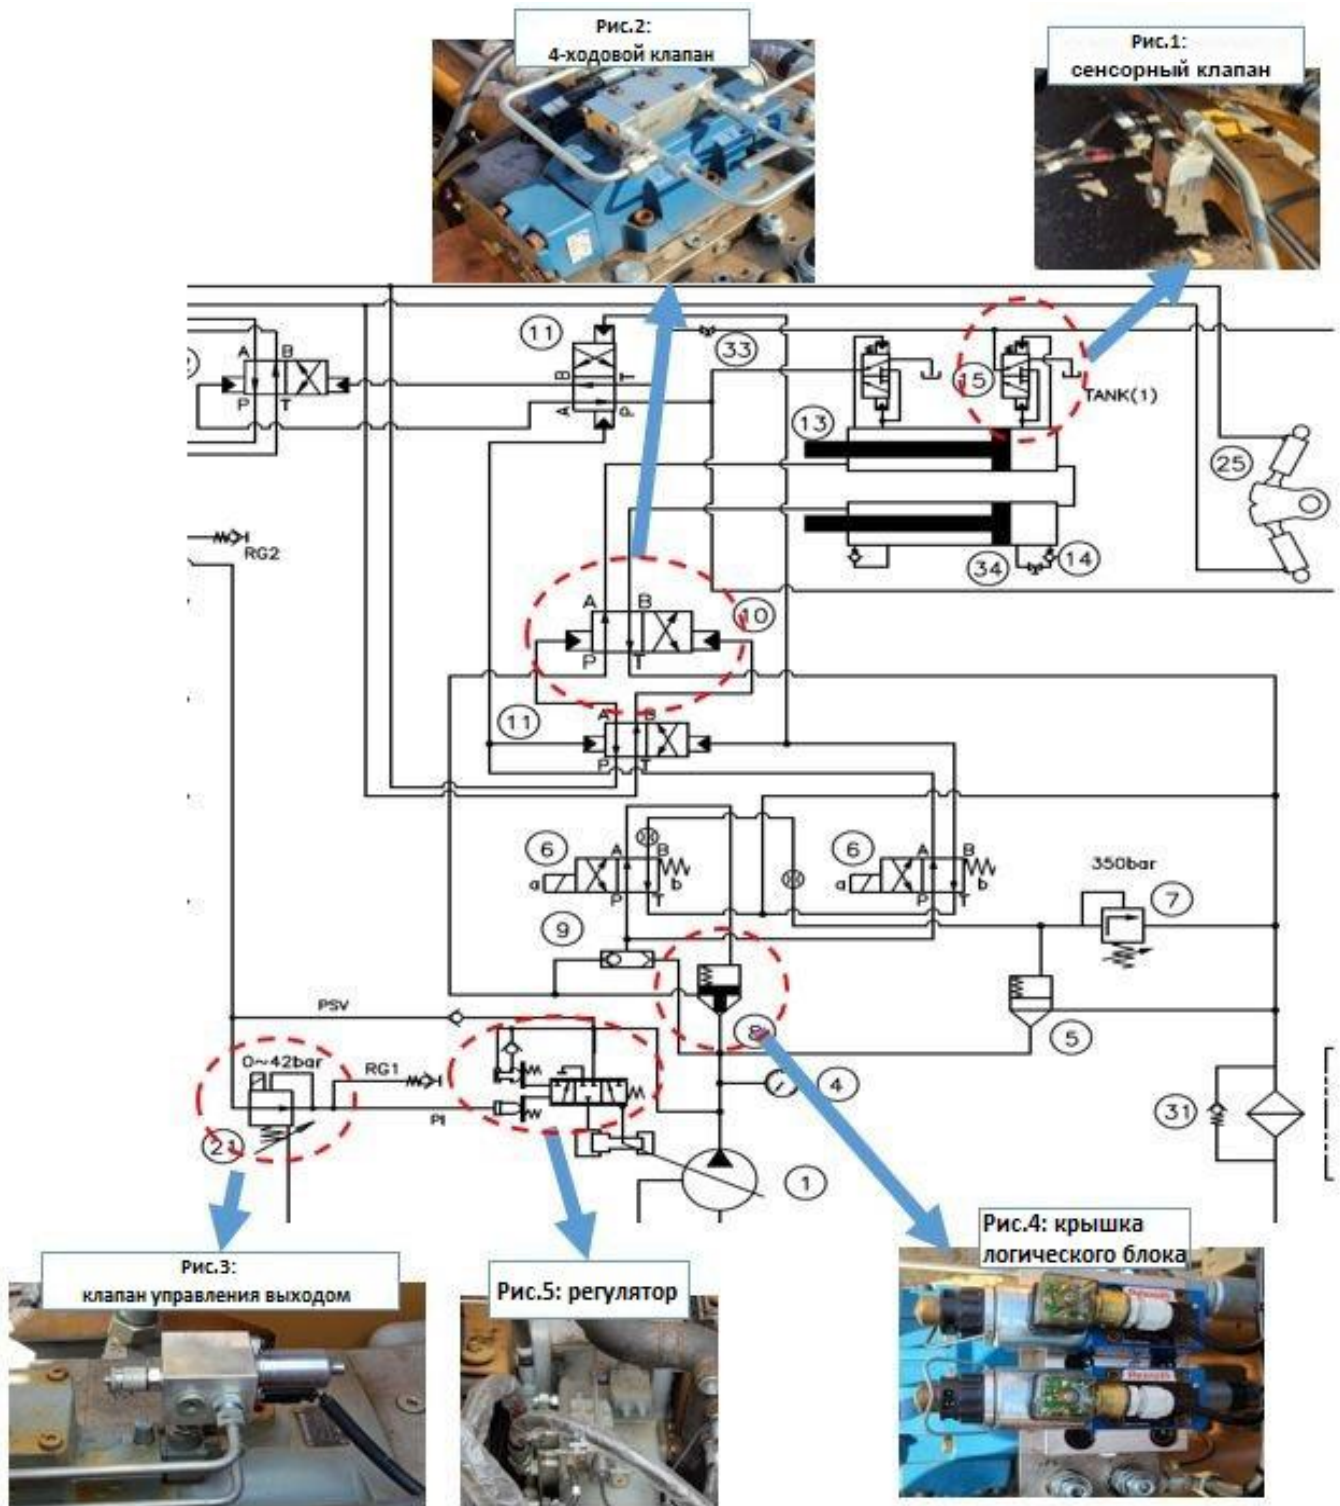 Рис.2:
4-ходовой клапан
Рис.1:
сенсорный клапан
11
33
15
TANK(1)
A B
P T
B T
A P
13
25
RG2
34
14
A B
10
P T
11
A B
P T
6
A B
a
b
P T
6
A B
a
b
P T
350bar
7
9
PSV
8
5
0~42bar
RG1
4
PI
31
21
1
Рис.3:
клапан управления выходом
Рис.5: регулятор
Рис.4: крышка
логического блока
Rexroth
Rexroth